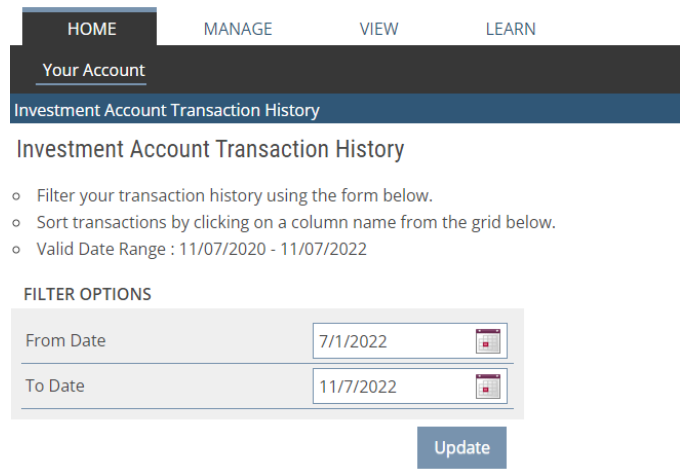 HOME MANAGE VIEW LEARN
Your Account
Investment Account Transaction History
Investment Account Transaction History
Filter your transaction history using the form below.
Sort transactions by clicking on a column name from the grid below.
Valid Date Range : 11/07/2020 - 11/07/2022
FILTER OPTIONS
From Date 7/1/2022
To Date 11/7/2022
Update